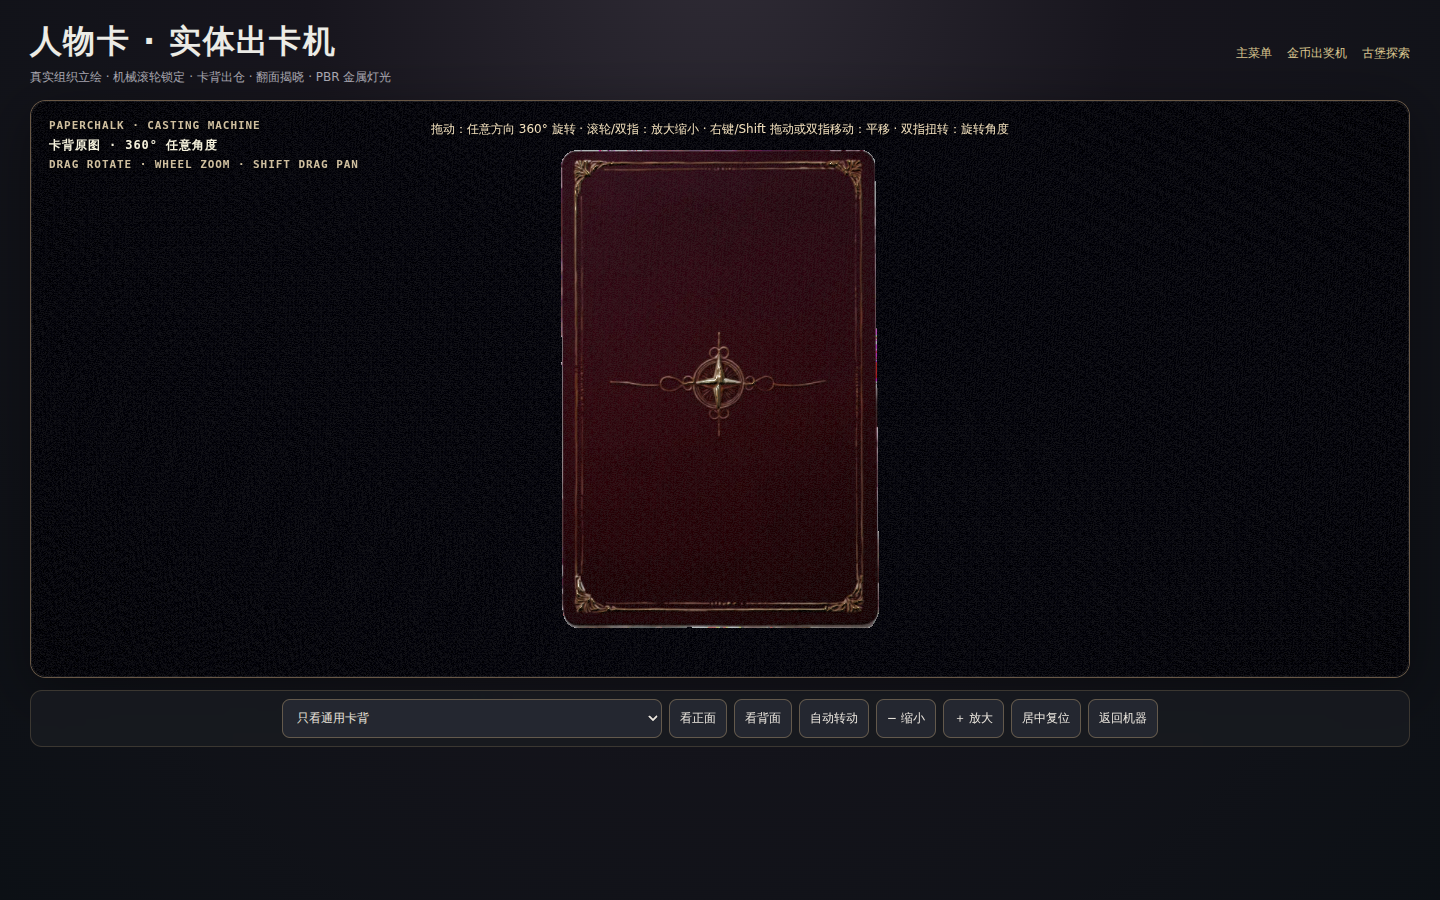 人物卡 · 实体出卡机
真实组织立绘 · 机械滚轮锁定 · 卡背出仓 · 翻面揭晓 · PBR 金属灯光
主菜单 金币出奖机 古堡探索
PAPERCHALK · CASTING MACHINE
卡背原图 · 360° 任意角度
DRAG ROTATE · WHEEL ZOOM · SHIFT DRAG PAN
拖动：任意方向 360° 旋转 · 滚轮/双指：放大缩小 · 右键/Shift 拖动或双指移动：平移 · 双指扭转：旋转角度
只看通用卡背 看正面 看背面 自动转动 − 缩小 + 放大 居中复位 返回机器